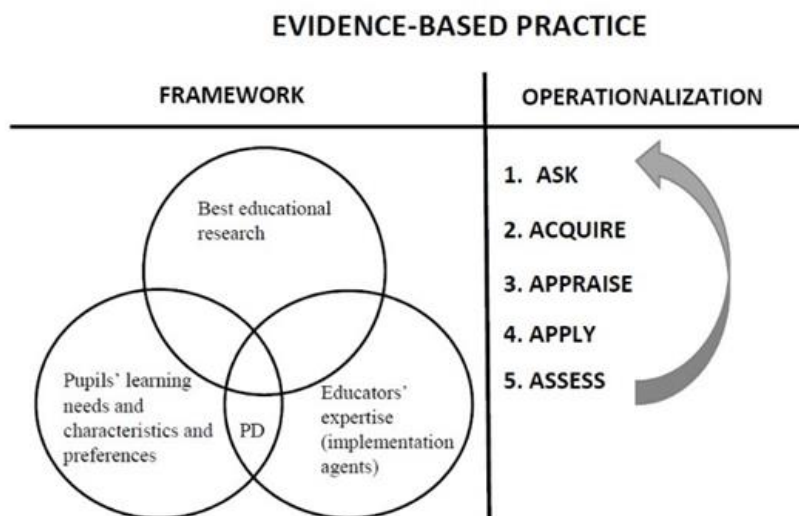 EVIDENCE-BASED PRACTICE
FRAMEWORK
OPERATIONALIZATION
Best educational
research
Pupils' learning
needs and
characteristics and
preferences
PD
Educators'
expertise
(implementation
agents)
1. ASK
2. ACQUIRE
3. APPRAISE
4. APPLY
5. ASSESS